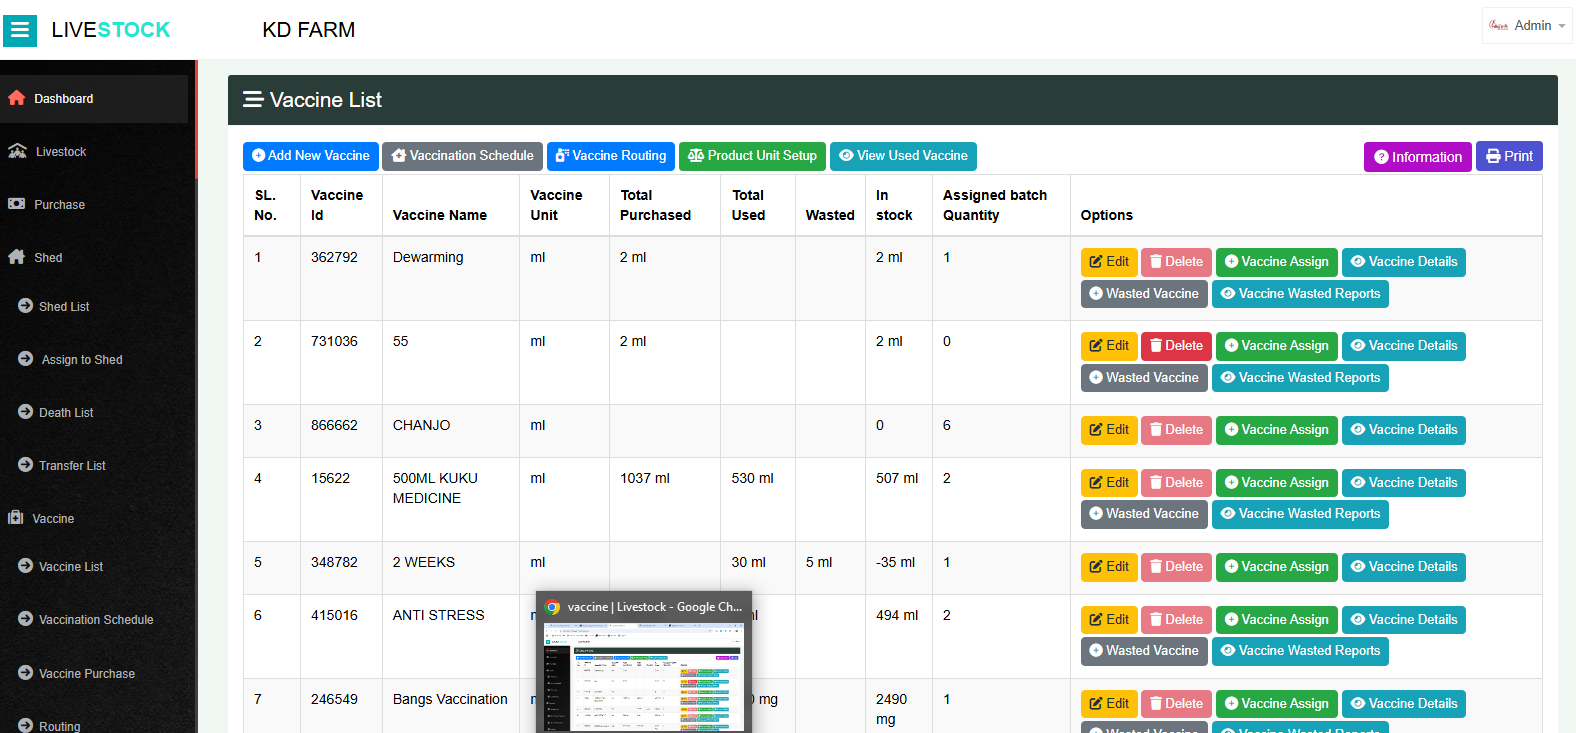 LIVESTOCK
KD FARM
Admin
Dashboard
Livestock
Purchase
Shed
Shed List
Assign to Shed
Death List
Transfer List
Vaccine
Vaccine List
Vaccination Schedule
Vaccine Purchase
Routing
Vaccine List
Add New Vaccine Vaccination Schedule Vaccine Routing Product Unit Setup View Used Vaccine Information Print
SL. No. Vaccine Id Vaccine Name Vaccine Unit Total Purchased Total Used Wasted In stock Assigned batch Quantity Options
1 362792 Dewarming ml 2 ml 2 ml 1 Edit Delete Vaccine Assign Vaccine Details
Wasted Vaccine Vaccine Wasted Reports
2 731036 55 ml 2 ml 2 ml 0 Edit Delete Vaccine Assign Vaccine Details
Wasted Vaccine Vaccine Wasted Reports
3 866662 CHANJO ml 0 6 Edit Delete Vaccine Assign Vaccine Details
4 15622 500ML KUKU MEDICINE ml 1037 ml 530 ml 507 ml 2 Edit Delete Vaccine Assign Vaccine Details
Wasted Vaccine Vaccine Wasted Reports
5 348782 2 WEEKS ml 30 ml 5 ml -35 ml 1 Edit Delete Vaccine Assign Vaccine Details
vaccine | Livestock - Google Ch...
6 415016 ANTI STRESS 494 ml 2 Edit Delete Vaccine Assign Vaccine Details
Wasted Vaccine Vaccine Wasted Reports
7 246549 Bangs Vaccination mg 2490 mg 1 Edit Delete Vaccine Assign Vaccine Details
Wasted Vaccine Vaccine Wasted Reports